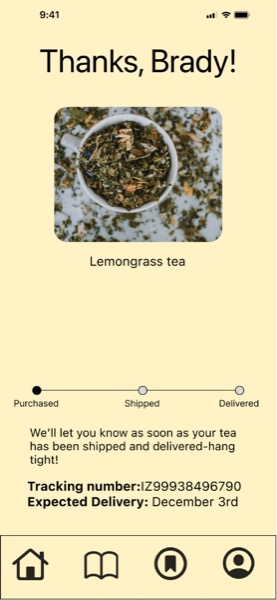 9:41
Thanks, Brady!
Lemongrass tea
Purchased Shipped Delivered
We'll let you know as soon as your tea
has been shipped and delivered-hang
tight!
Tracking number:IZ99938496790
Expected Delivery: December 3rd